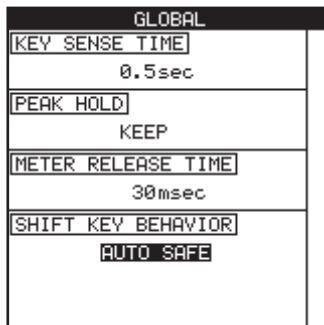 GLOBAL
KEY SENSE TIME
0.5sec
PEAK HOLD
KEEP
METER RELEASE TIME
30msec
SHIFT KEY BEHAVIOR
AUTO SAFE